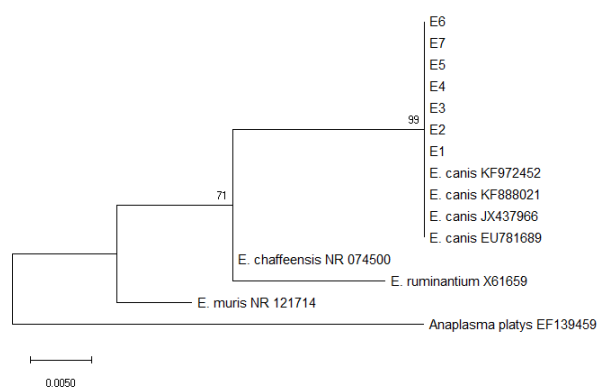 E6
E7
E5
E4
E3
99
E2
E1
E. canis KF972452
E. canis KF888021
71
E. canis JX437966
E. canis EU781689
E. chaffeensis NR 074500
E. ruminantium X61659
E. muris NR 121714
Anaplasma platys EF139459
0.0050